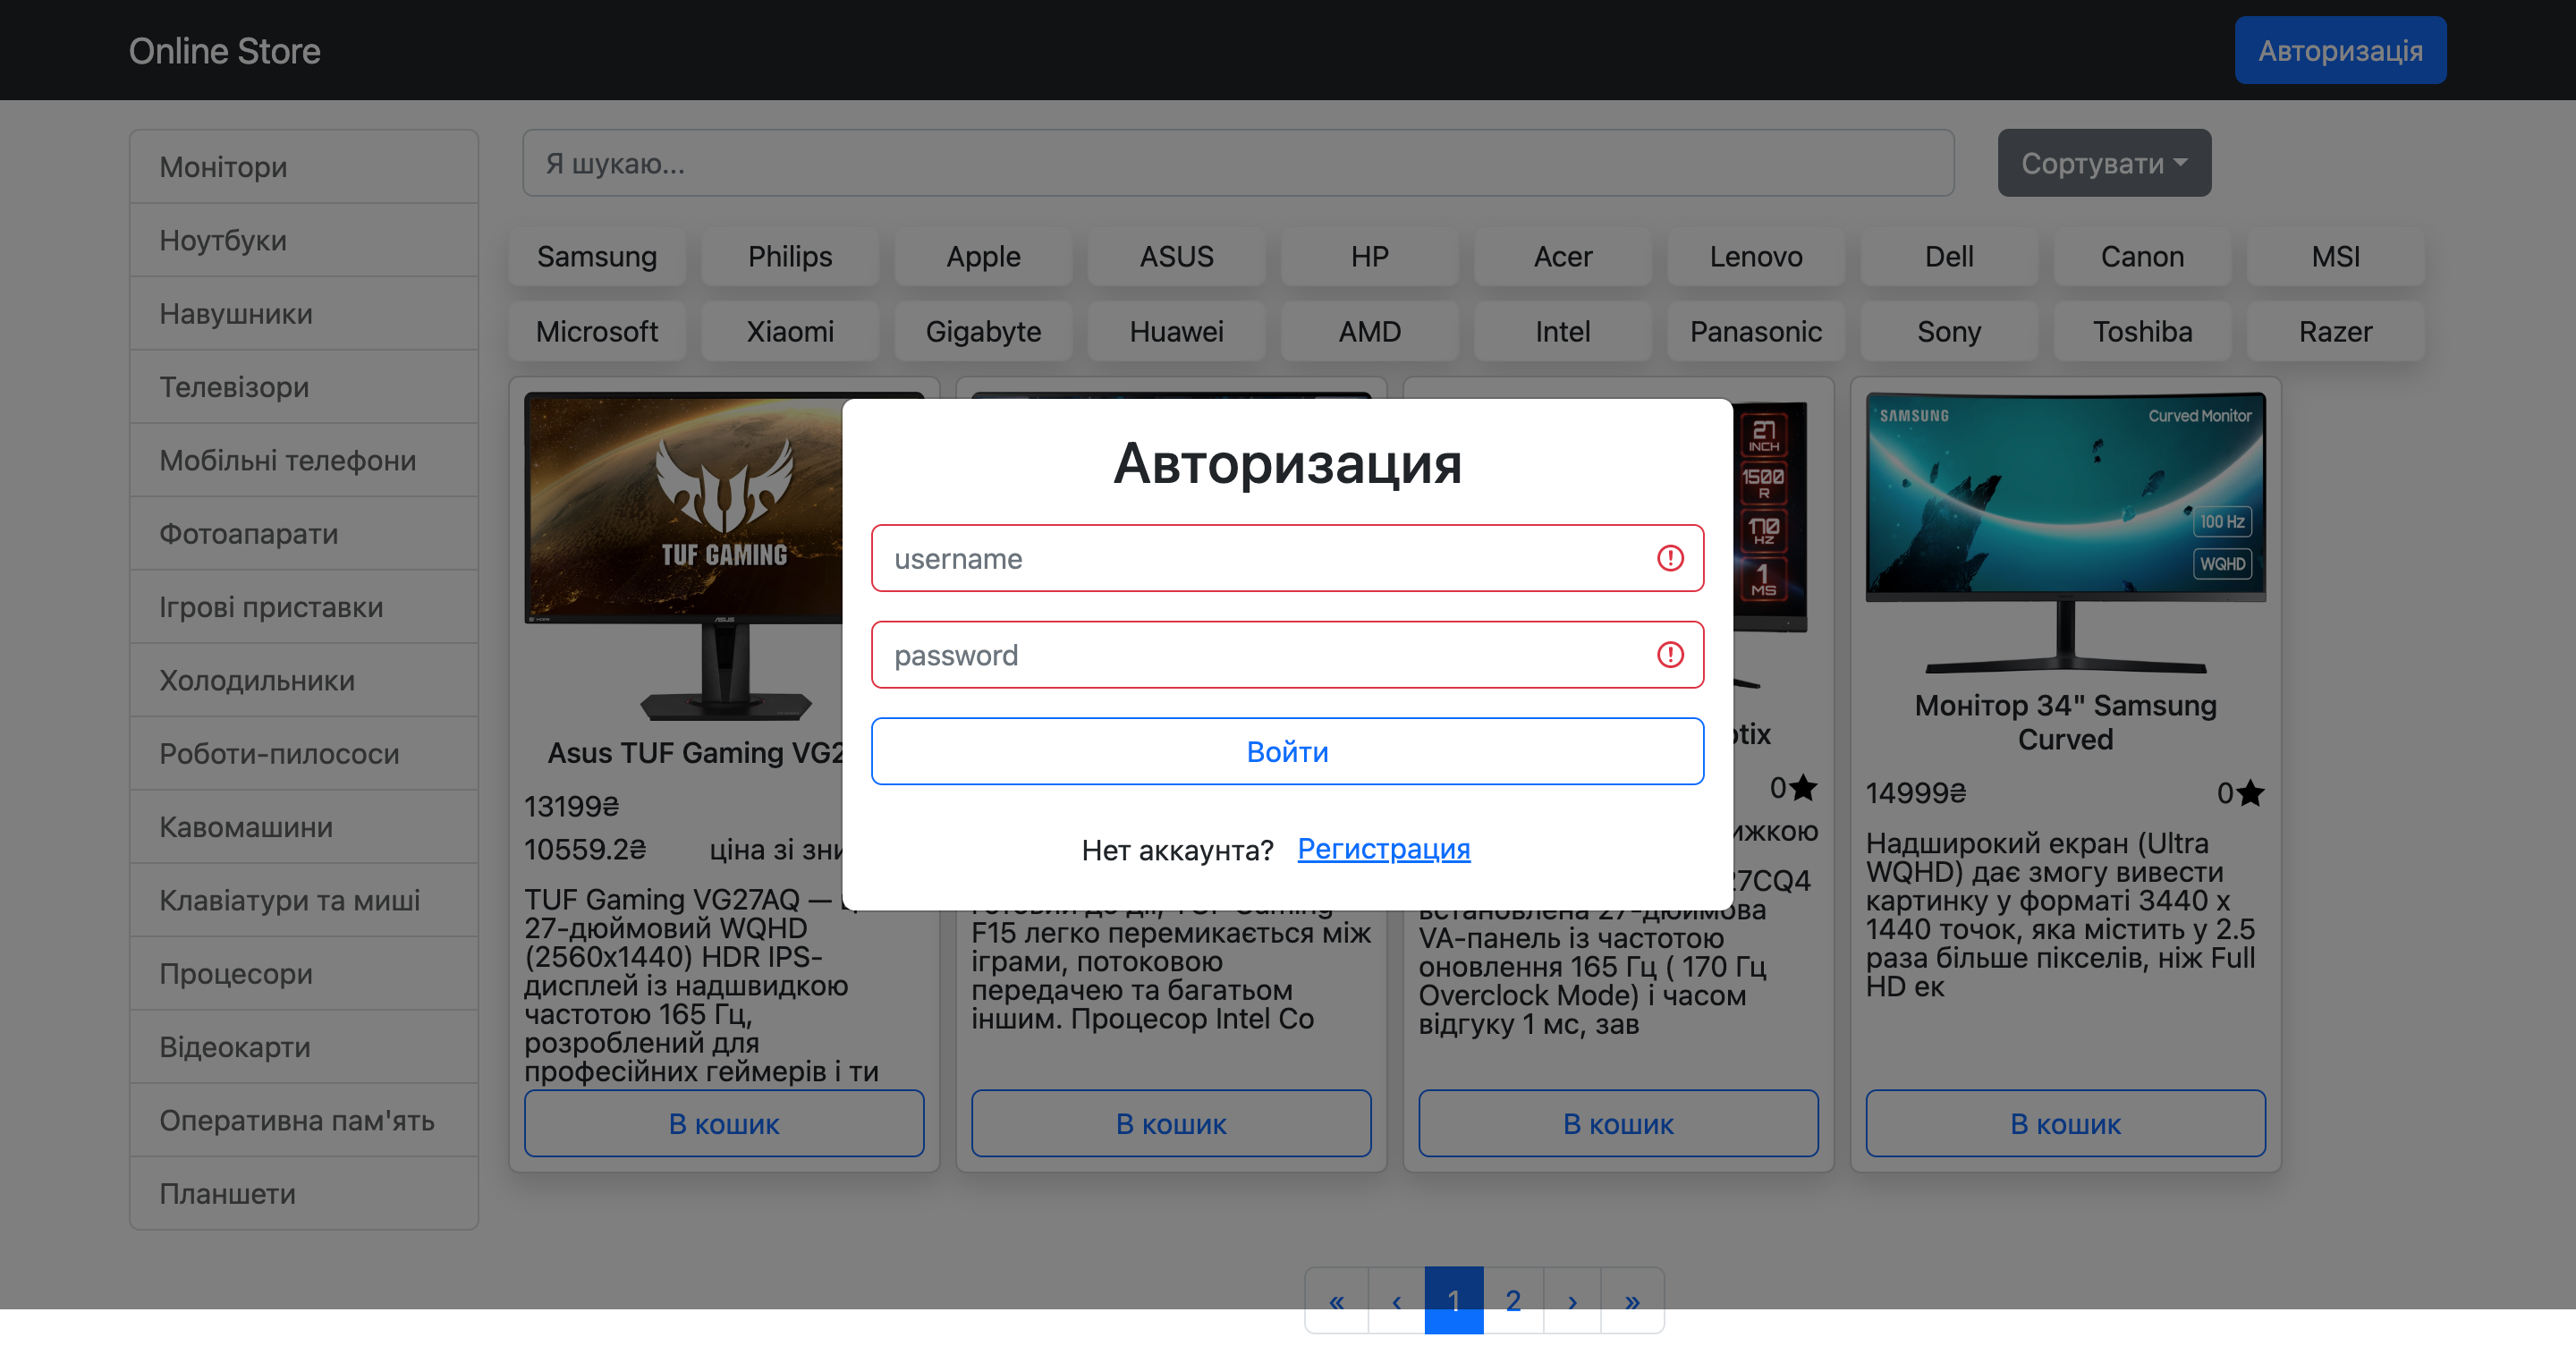 Online Store
Авторизація
Монітори
Ноутбуки
Навушники
Телевізори
Мобільні телефони
Фотоапарати
Ігрові приставки
Холодильники
Роботи-пилососи
Кавомашини
Клавіатури та миші
Процесори
Відеокарти
Оперативна пам'ять
Планшети
Я шукаю...
Сортувати
Samsung Philips Apple ASUS HP Acer Lenovo Dell Canon MSI
Microsoft Xiaomi Gigabyte Huawei AMD Intel Panasonic Sony Toshiba Razer
TUF GAMING
Asus TUF Gaming
13199₴
10559.2₴ ціна зі
TUF Gaming VG27AQ —
27-дюймовий WQHD
(2560x1440) HDR IPS-
дисплей із надшвидкою
частотою 165 Гц,
розроблений для
професійних геймерів і ти
В кошик
Авторизация
username
password
Войти
Нет аккаунта? Регистрация
F15 легко перемикається між
іграми, потоковою
передачею та багатьом
іншим. Процесор Intel Co
В кошик
27
INCH
1500
R
170
HZ
1
MS
0
встановлена 27-дюймова
VA-панель із частотою
оновлення 165 Гц ( 170 Гц
Overclock Mode) і часом
відгуку 1 мс, зав
В кошик
SAMSUNG Curved Monitor
100 Hz
WQHD
Монітор 34" Samsung
Curved
14999₴ 0
Надширокий екран (Ultra
WQHD) дає змогу вивести
картинку у форматі 3440 x
1440 точок, яка містить у 2.5
раза більше пікселів, ніж Full
HD ек
В кошик
« ‹ 1 2 › »